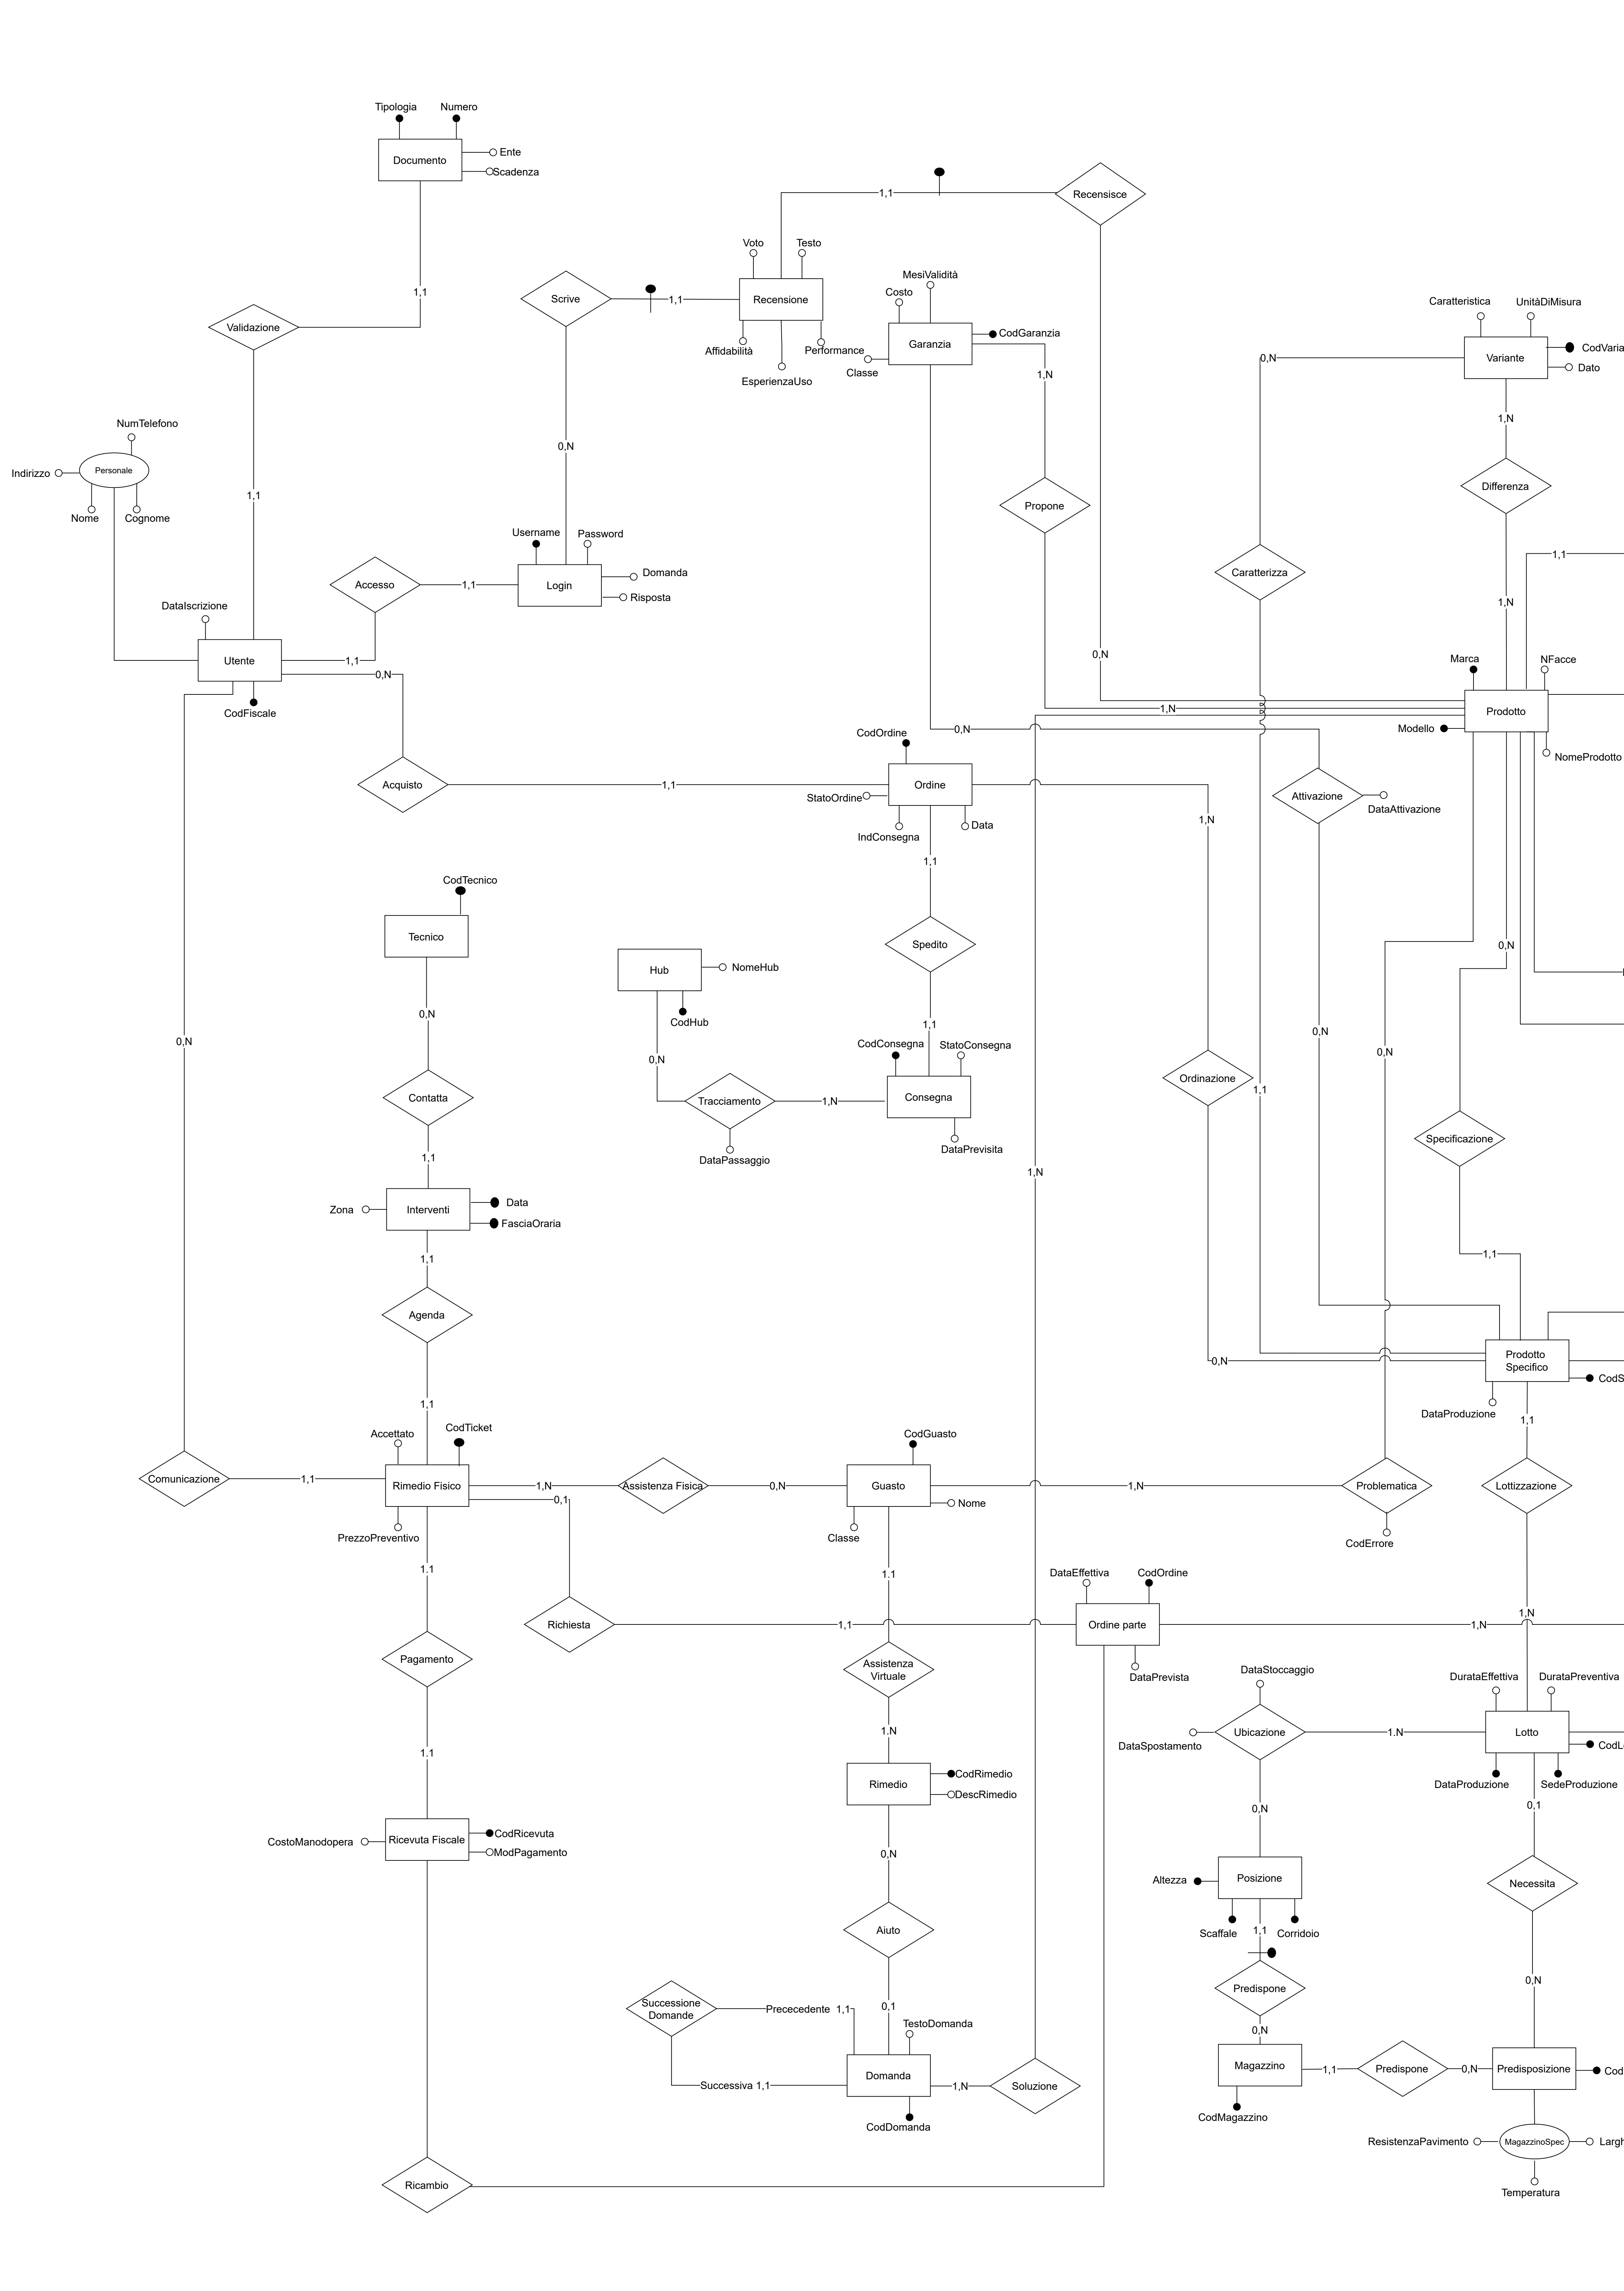 Tipologia Numero
Documento
Ente
Scadenza
1,1
Recensisce
1,1
Voto Testo
Recensione
Affidabilità
Performance
EsperienzaUso
Scrive
1,1
MesiValidità
Costo
Garanzia
CodGaranzia
Classe
1,N
Caratteristica UnitàDiMisura
Variante
CodVaria
Dato
0,N
1,N
Validazione
1,1
NumTelefono
Indirizzo
Personale
Nome Cognome
0,N
Propone
Differenza
1,N
1,1
Caratterizza
Username Password
Login
Domanda
Risposta
Accesso
1,1
DataIscrizione
Utente
1,1
0,N
CodFiscale
0,N
1,N
Marca NFacce
Prodotto
Modello
NomeProdotto
CodOrdine
0,N
Acquisto
1,1
Ordine
StatoOrdine
IndConsegna
Data
1,N
Attivazione
DataAttivazione
1,1
CodTecnico
Tecnico
Spedito
0,N
Hub
NomeHub
CodHub
0,N
1,1
0,N
0,N
0,N
0,N
CodConsegna StatoConsegna
Consegna
Tracciamento
1,N
DataPassaggio
DataPrevisita
Contatta
1,1
Ordinazione
1,1
Specificazione
1,N
Zona
Interventi
Data
FasciaOraria
1,1
1,1
Agenda
1,1
0,N
Prodotto
Specifico
CodS
DataProduzione
1,1
Accettato
CodTicket
CodGuasto
Comunicazione
1,1
Rimedio Fisico
1,N
Assistenza Fisica
0,N
Guasto
1,N
Problematica
Lottizzazione
0,1
Nome
PrezzoPreventivo
Classe
CodErrore
1.1
1.1
DataEffettiva CodOrdine
Richiesta
1,1
Ordine parte
1,N
1,N
DataPrevista
Pagamento
Assistenza
Virtuale
DataStoccaggio
DurataEffettiva DurataPreventiva
1.N
DataSpostamento
Ubicazione
1.N
Lotto
CodL
1.1
Rimedio
CodRimedio
DescRimedio
DataProduzione SedeProduzione
0,N
0,1
CostoManodopera
Ricevuta Fiscale
CodRicevuta
ModPagamento
0,N
Altezza
Posizione
Necessita
Scaffale
1,1
Corridoio
Aiuto
Predispone
0,N
Successione
Domande
Prececedente 1,1
0,1
TestoDomanda
0,N
Domanda
Successiva 1,1
1,N
Soluzione
CodDomanda
Magazzino
1,1
Predispone
0,N
Predisposizione
Cod
CodMagazzino
ResistenzaPavimento
MagazzinoSpec
Largh
Temperatura
Ricambio